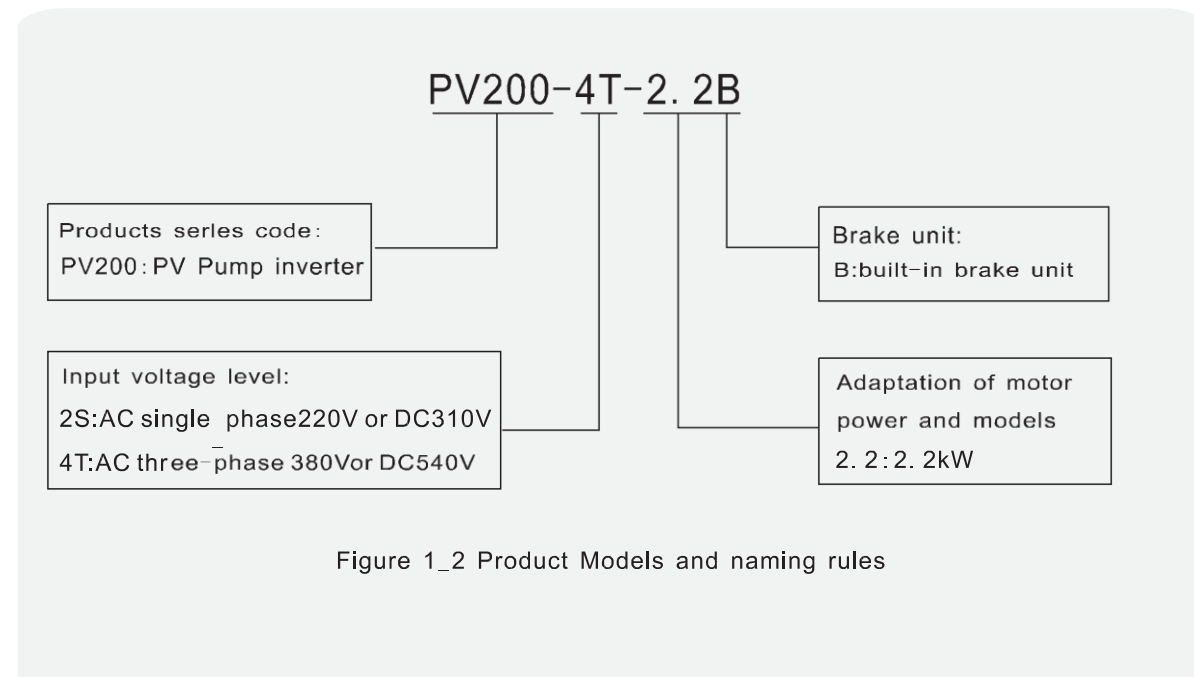 PV200-4T-2. 2B
Products serles code:
PV200:PV Pump inverter
Brake unit:
B:built-in brake unit
Input voltage level:
2S:AC single phase220V or DC310V
4T:AC three-phase 380Vor DC540V
Adaptation of motor
power and models
2. 2:2. 2kW
Figure 1_2 Product Models and naming rules